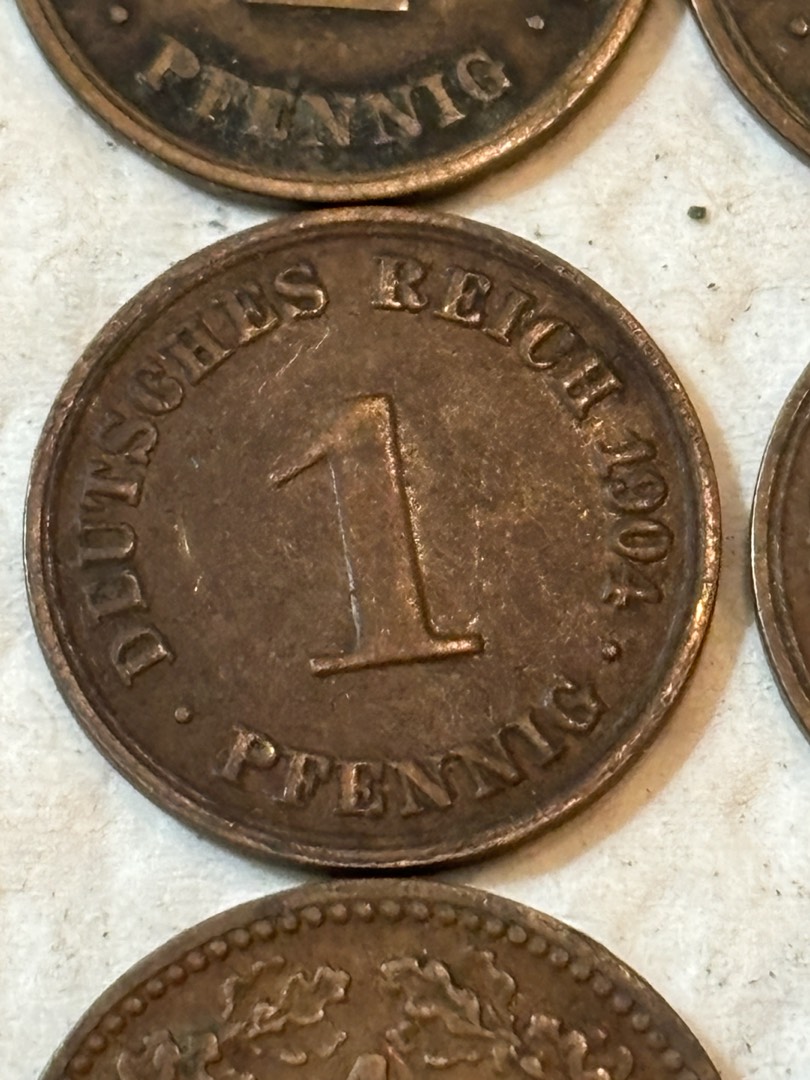 PFENNIG
DEUTSCHES REICH 1904
1
· PFENNIG ·